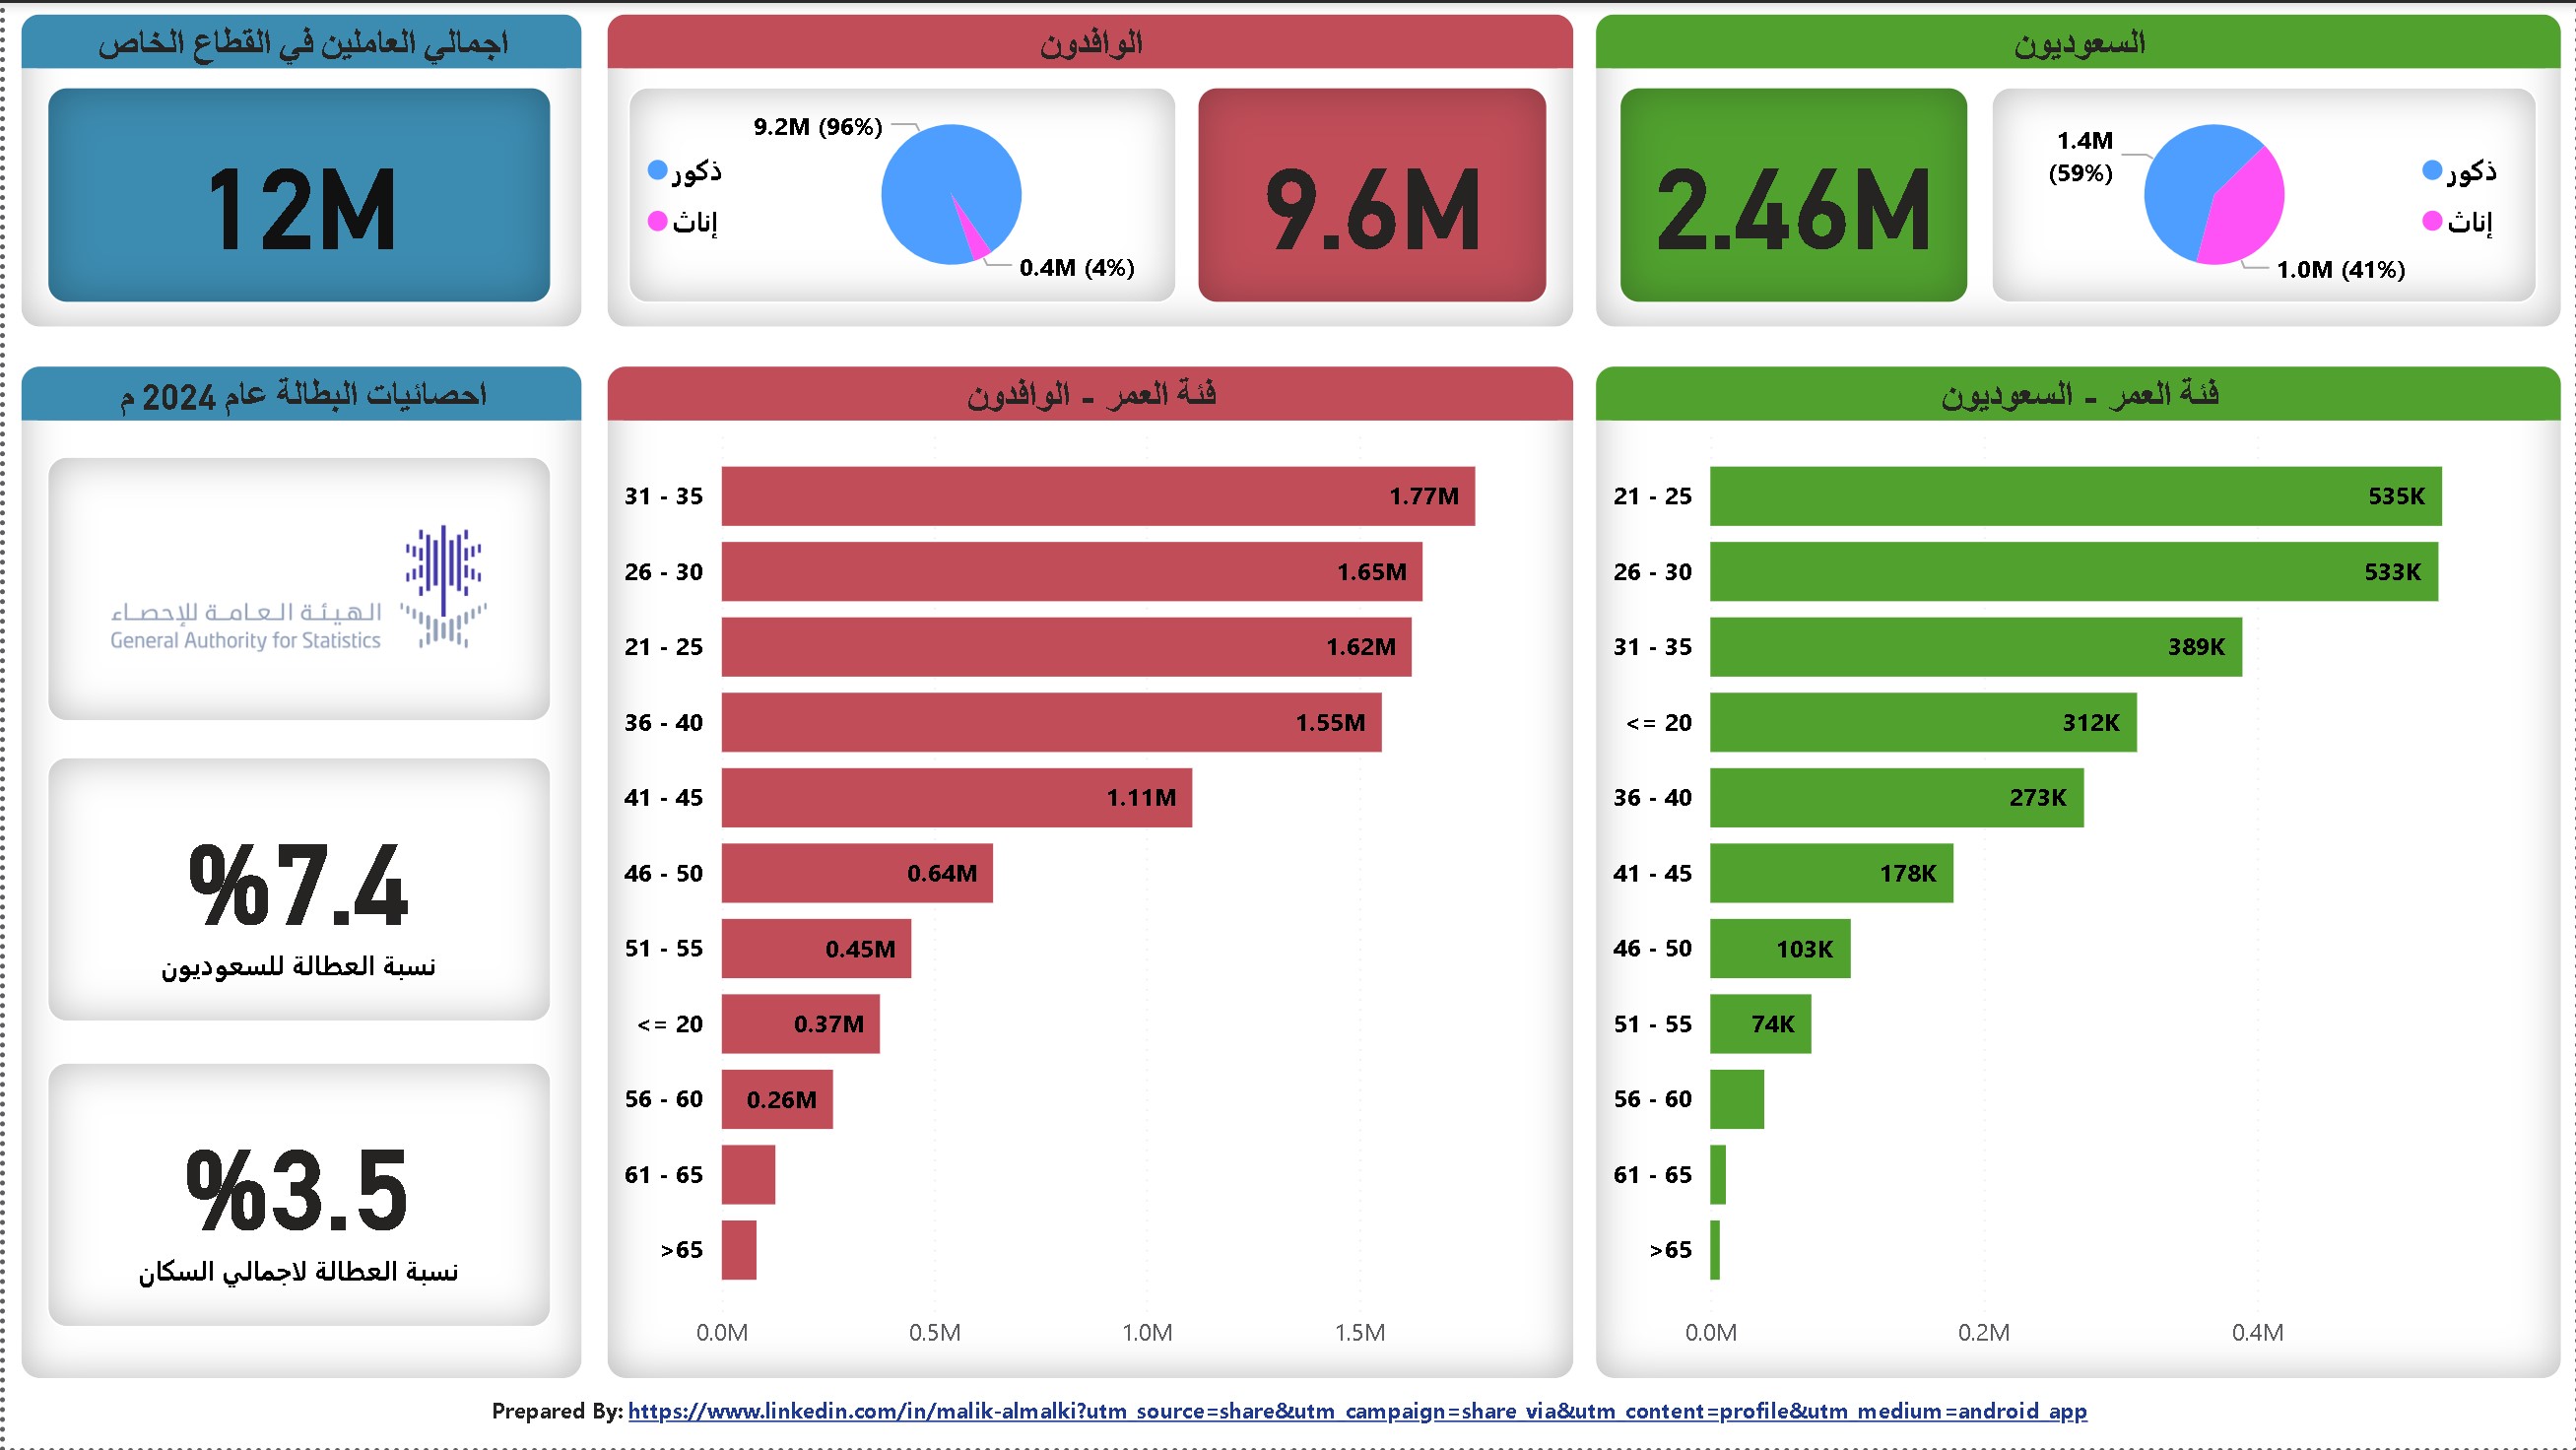 السعوديون
1.4M
(59%)
1.0M (41%)
ذكور
إناث
2.46M
الوافدون
9.6M
9.2M (96%)
0.4M (4%)
ذكور
إناث
اجمالي العاملين في القطاع الخاص
12M
فئة العمر - السعوديون
21 - 25 535K
26 - 30 533K
31 - 35 389K
<= 20 312K
36 - 40 273K
41 - 45 178K
46 - 50 103K
51 - 55 74K
56 - 60
61 - 65
>65
0.0M 0.2M 0.4M
فئة العمر - الوافدون
31 - 35 1.77M
26 - 30 1.65M
21 - 25 1.62M
36 - 40 1.55M
41 - 45 1.11M
46 - 50 0.64M
51 - 55 0.45M
<= 20 0.37M
56 - 60 0.26M
61 - 65
>65
0.0M 0.5M 1.0M 1.5M
احصائيات البطالة عام 2024 م
الهيئة العامة للإحصاء
General Authority for Statistics
%7.4
نسبة العطالة للسعوديون
%3.5
نسبة العطالة لاجمالي السكان
Prepared By: https://www.linkedin.com/in/malik-almalki?utm_source=share&utm_campaign=share_via&utm_content=profile&utm_medium=android_app